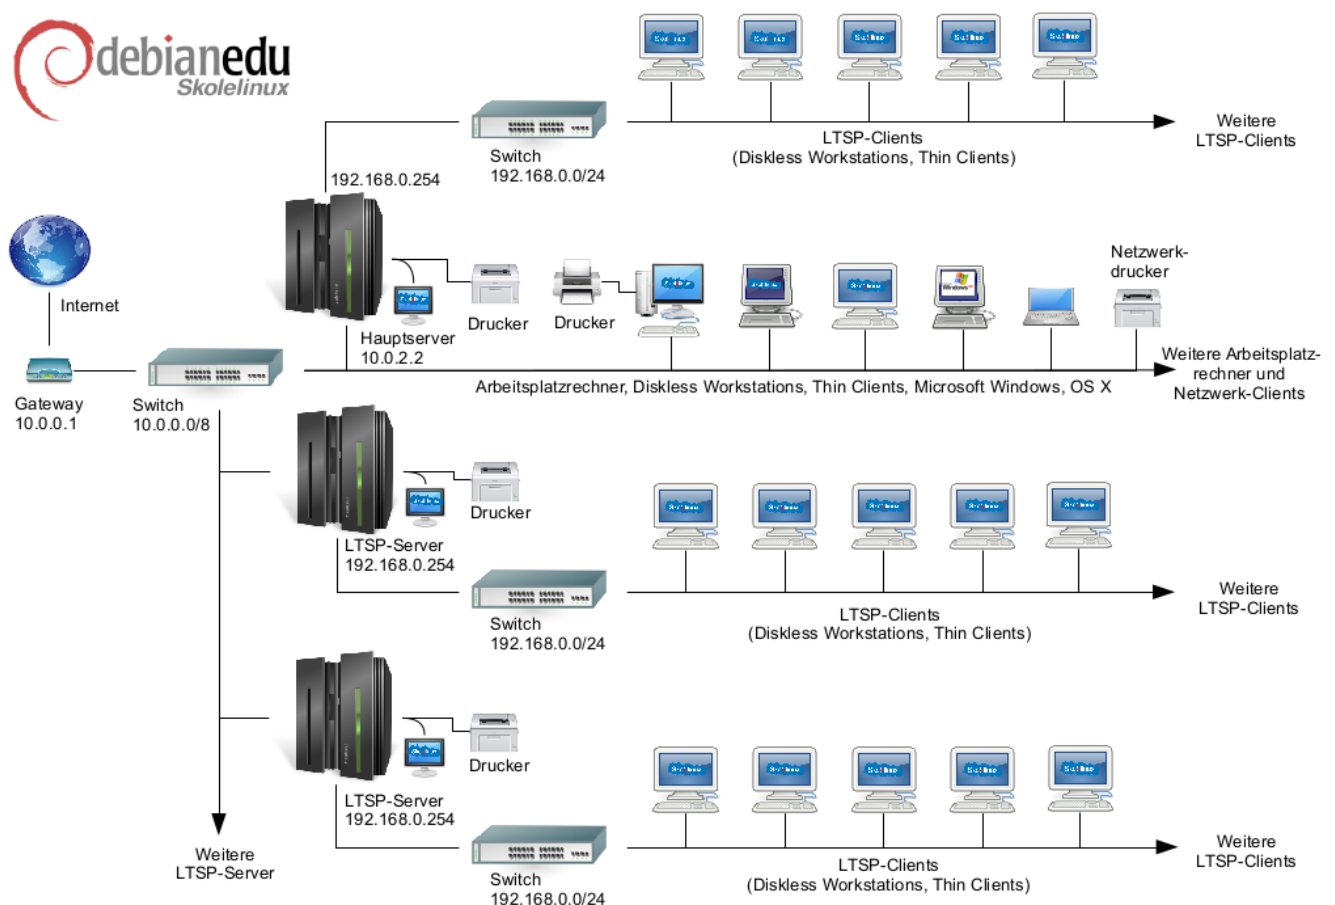 debianedu
Skolelinux
Switch
192.168.0.0/24
LTSP-Clients
(Diskless Workstations, Thin Clients)
Weitere
LTSP-Clients
192.168.0.254
Internet
Hauptserver
10.0.2.2
Drucker
Drucker
Netzwerk-
drucker
Windows
Gateway
10.0.0.1
Switch
10.0.0.0/8
Arbeitsplatzrechner, Diskless Workstations, Thin Clients, Microsoft Windows, OS X
Weitere Arbeitsplatz-
rechner und
Netzwerk-Clients
Drucker
LTSP-Server
192.168.0.254
Switch
192.168.0.0/24
LTSP-Clients
(Diskless Workstations, Thin Clients)
Weitere
LTSP-Clients
Drucker
LTSP-Server
192.168.0.254
Switch
192.168.0.0/24
LTSP-Clients
(Diskless Workstations, Thin Clients)
Weitere
LTSP-Clients
Weitere
LTSP-Server